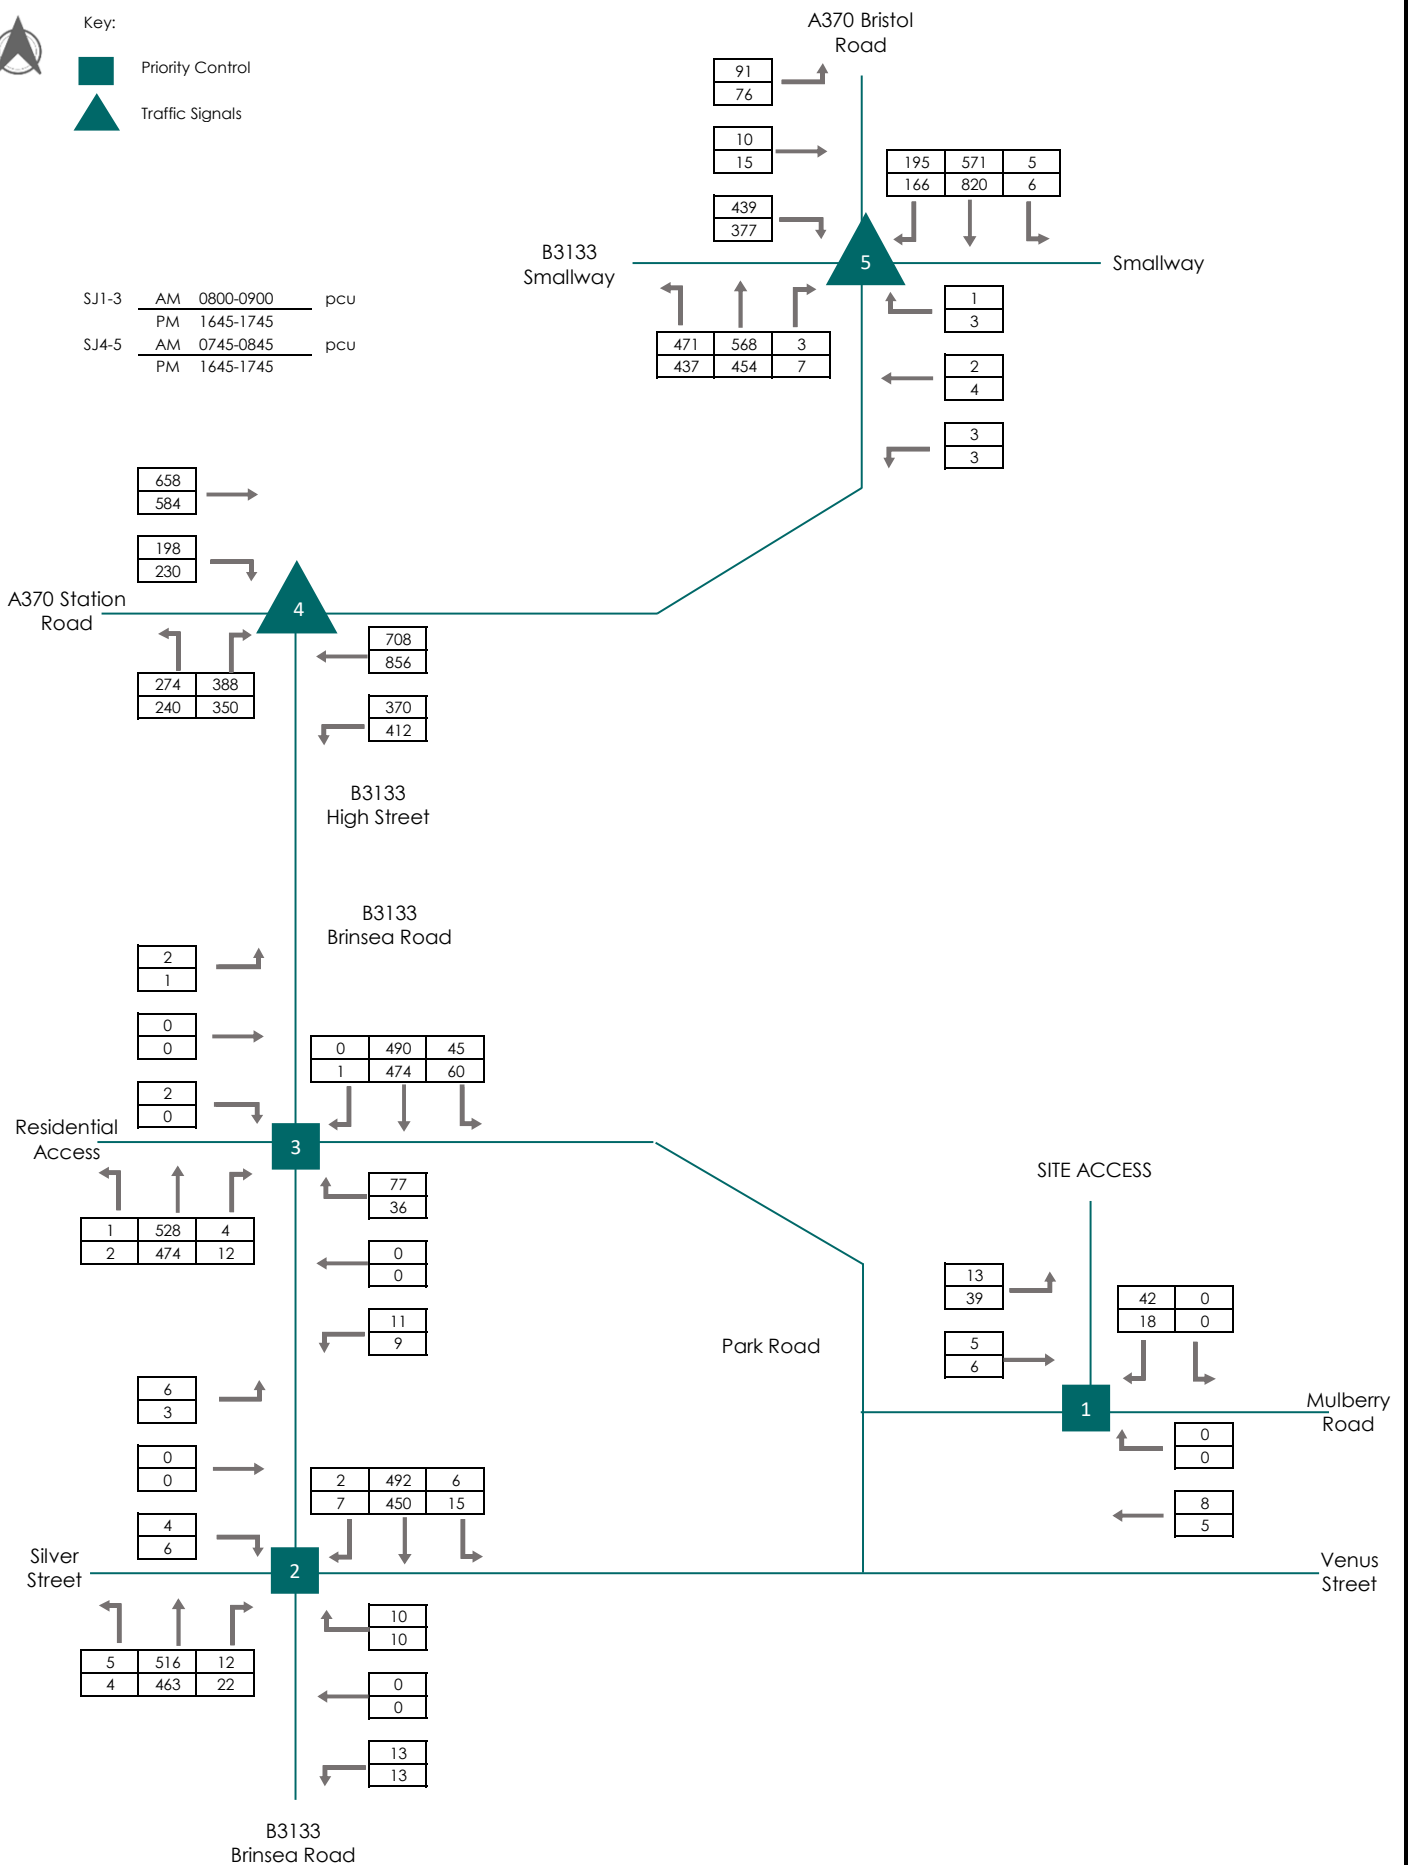 Key:
Priority Control
Traffic Signals
A370 Bristol
Road
91
76
10
15
439
377
195 571 5
166 820 6
B3133
Smallway
5
Smallway
471 568 3
437 454 7
1
3
2
4
3
3
SJ1-3 AM 0800-0900 pcu
PM 1645-1745
SJ4-5 AM 0745-0845 pcu
PM 1645-1745
658
584
198
230
A370 Station
Road
4
274 388
240 350
708
856
370
412
B3133
High Street
B3133
Brinsea Road
2
1
0
0
2
0
0 490 45
1 474 60
Residential
Access
3
1 528 4
2 474 12
77
36
0
0
11
9
SITE ACCESS
13
39
5
6
42 0
18 0
Park Road
1
Mulberry
Road
0
0
8
5
6
3
0
0
4
6
2 492 6
7 450 15
Silver
Street
2
Venus
Street
5 516 12
4 463 22
10
10
0
0
13
13
B3133
Brinsea Road